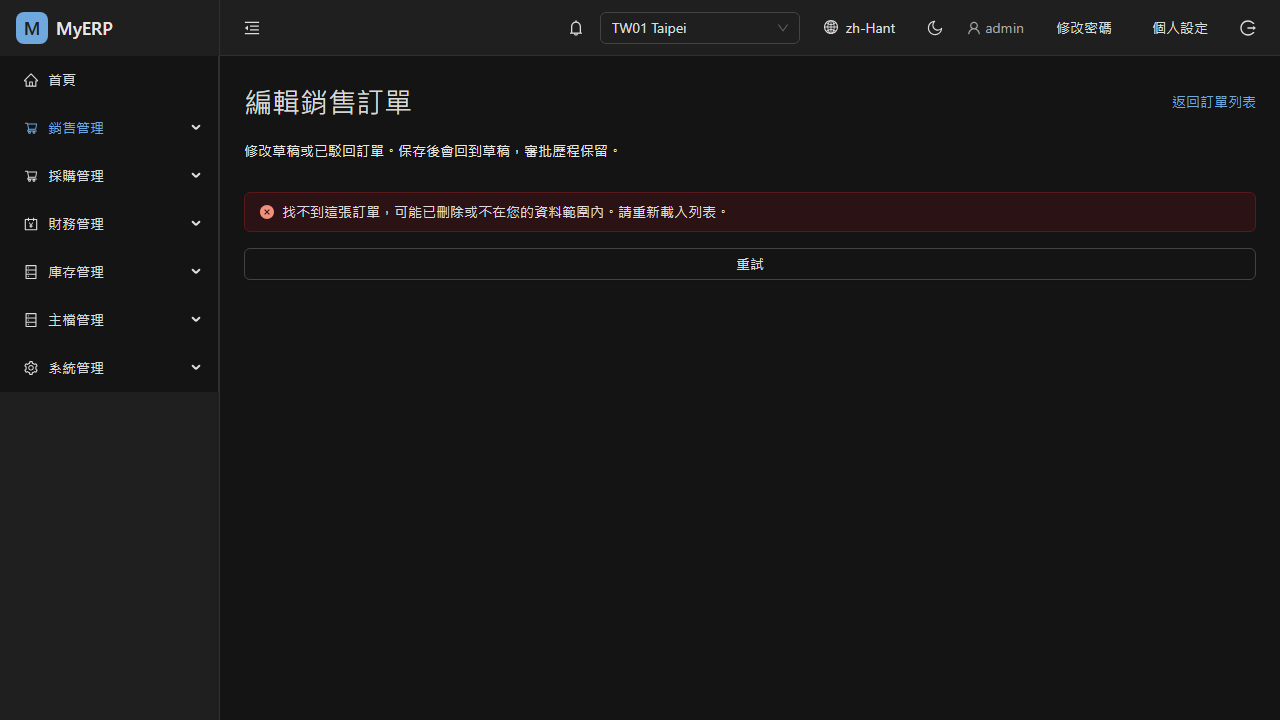 M MyERP
TW01 Taipei
zh-Hant
admin
修改密碼
個人設定
首頁
銷售管理
採購管理
財務管理
庫存管理
主檔管理
系統管理
編輯銷售訂單
返回訂單列表
修改草稿或已駁回訂單。保存後會回到草稿，審批歷程保留。
找不到這張訂單，可能已刪除或不在您的資料範圍內。請重新載入列表。
重試